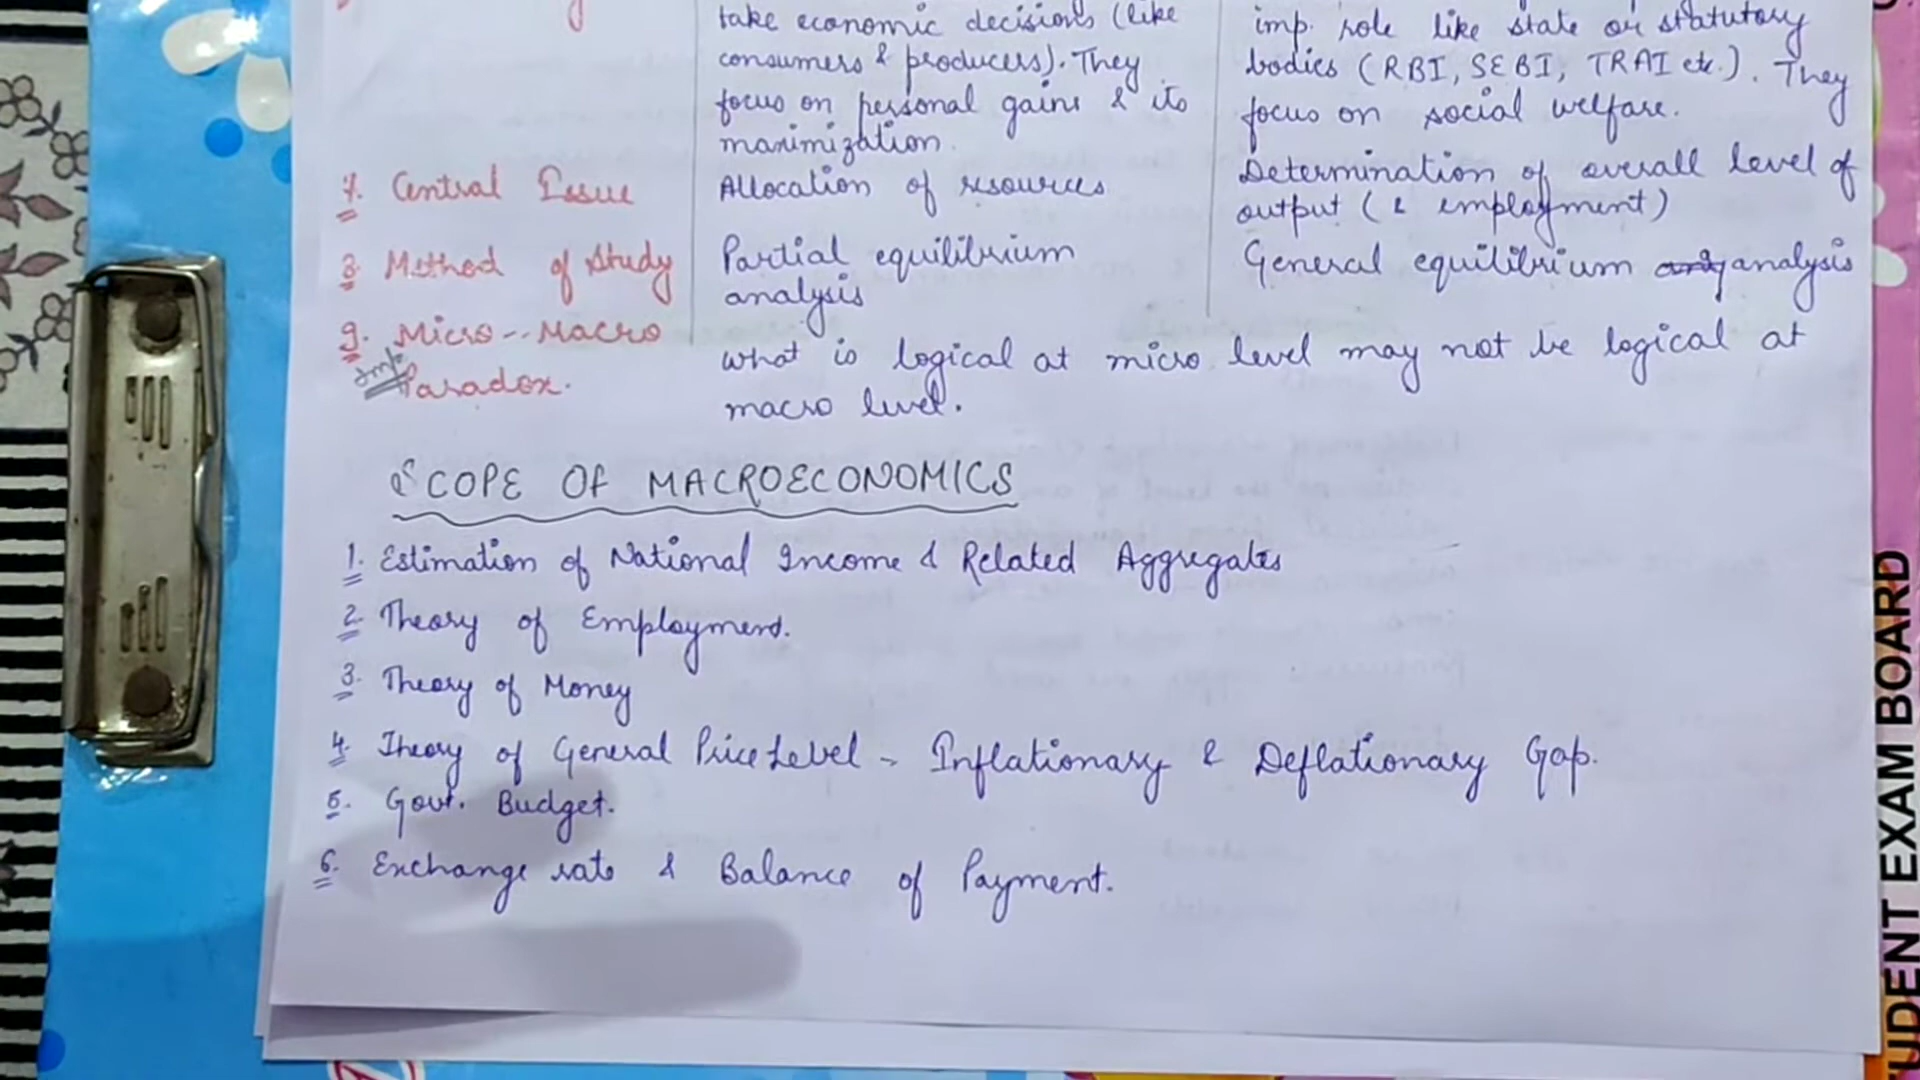 take economic decisions (like
consumers & producers). They
focus on personal gains & its
maximization.
imp. role like state or statutory
bodies (RBI, SEBI, TRAI etc.). They
focus on social welfare.
7. Central Issue
Allocation of resources
Determination of overall level of
output (& employment)
8. Method of Study
Partial equilibrium
analysis
General equilibrium analysis
9. Micro-Macro
Imp. Paradox.
what is logical at micro level may not be logical at
macro level.
SCOPE OF MACROECONOMICS
1. Estimation of National Income & Related Aggregates
2. Theory of Employment.
3. Theory of Money
4. Theory of General Price Level - Inflationary & Deflationary Gap.
5. Govt. Budget.
6. Exchange rate & Balance of Payment.
STUDENT EXAM BOARD